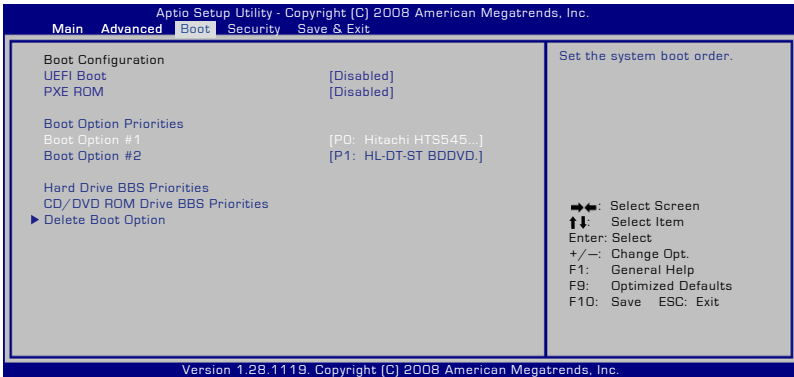 Aptio Setup Utility - Copyright (C) 2008 American Megatrends, Inc.
Main Advanced Boot Security Save & Exit
Boot Configuration
UEFI Boot [Disabled]
PXE ROM [Disabled]
Boot Option Priorities
Boot Option #1 [P0: Hitachi HTS545...]
Boot Option #2 [P1: HL-DT-ST BDDVD.]
Hard Drive BBS Priorities
CD/DVD ROM Drive BBS Priorities
Delete Boot Option
Set the system boot order.
→←: Select Screen
↑↓: Select Item
Enter: Select
+/—: Change Opt.
F1: General Help
F9: Optimized Defaults
F10: Save ESC: Exit
Version 1.28.1119. Copyright (C) 2008 American Megatrends, Inc.